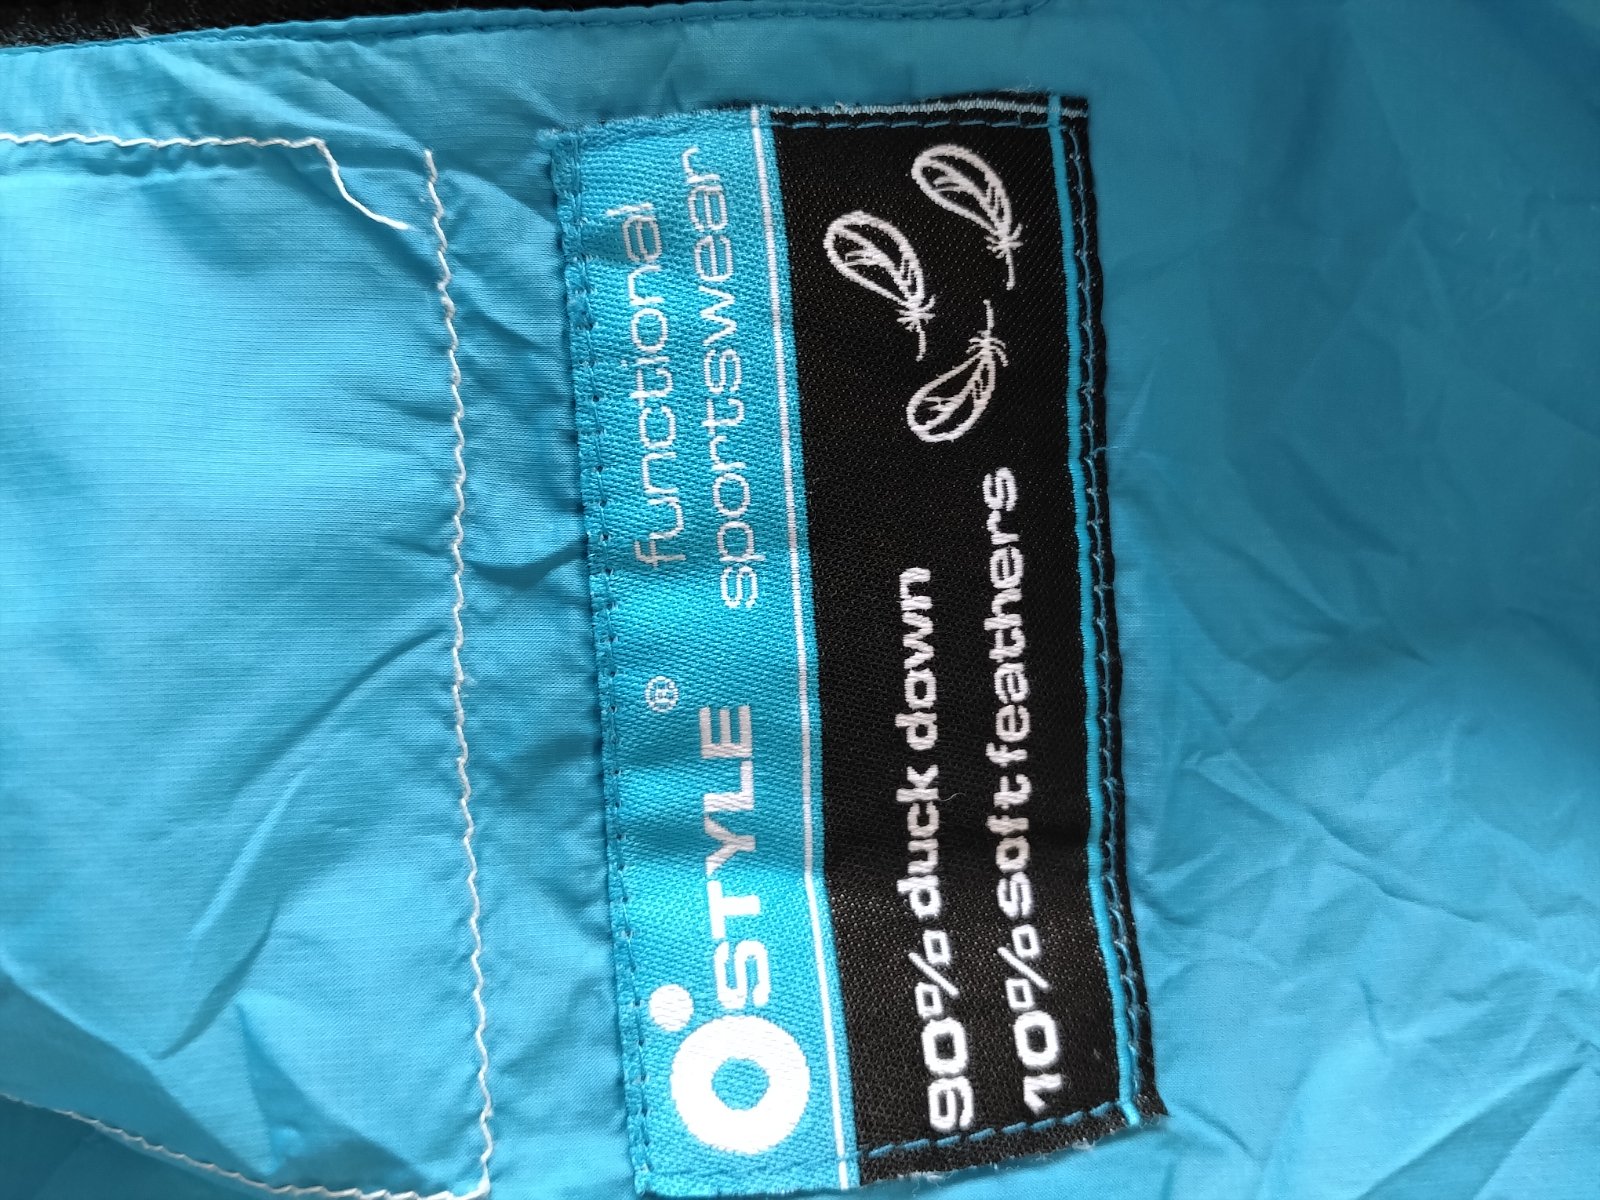 O°STYLE®
functional
sportswear
90% duck down
10% soft feathers